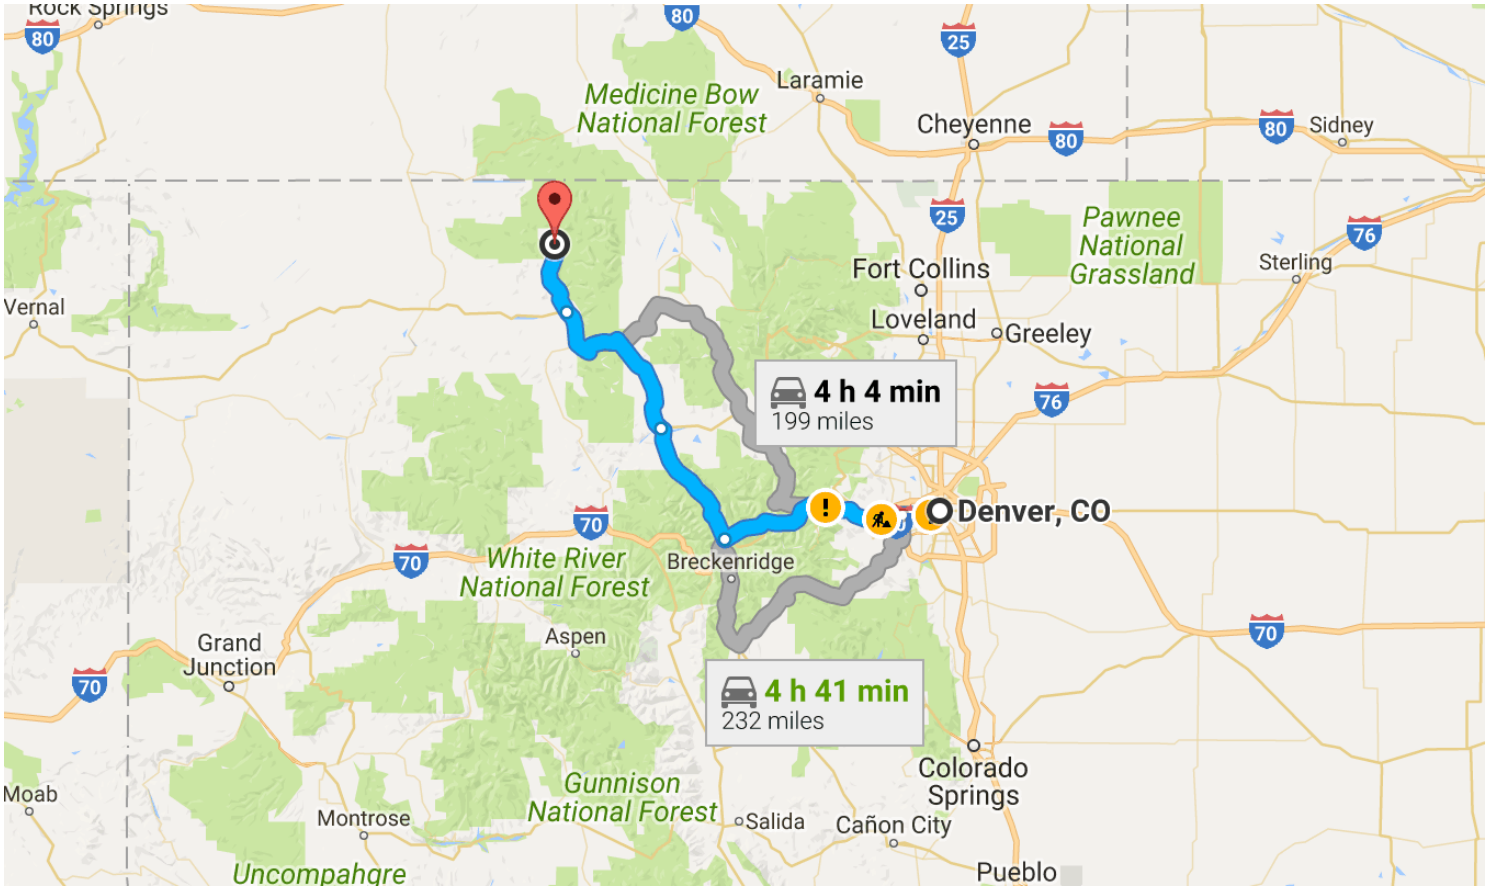 Rock Springs
80
80
25
Laramie
Medicine Bow
National Forest
Cheyenne
80
80
Sidney
25
Pawnee
National
Grassland
76
Sterling
Fort Collins
Vernal
Loveland
Greeley
4 h 4 min
199 miles
76
!
Denver, CO
70
70
Breckenridge
White River
National Forest
Aspen
70
Grand
Junction
70
4 h 41 min
232 miles
Colorado
Springs
Gunnison
National Forest
Moab
Montrose
Salida
Cañon City
Pueblo
Uncompahgre